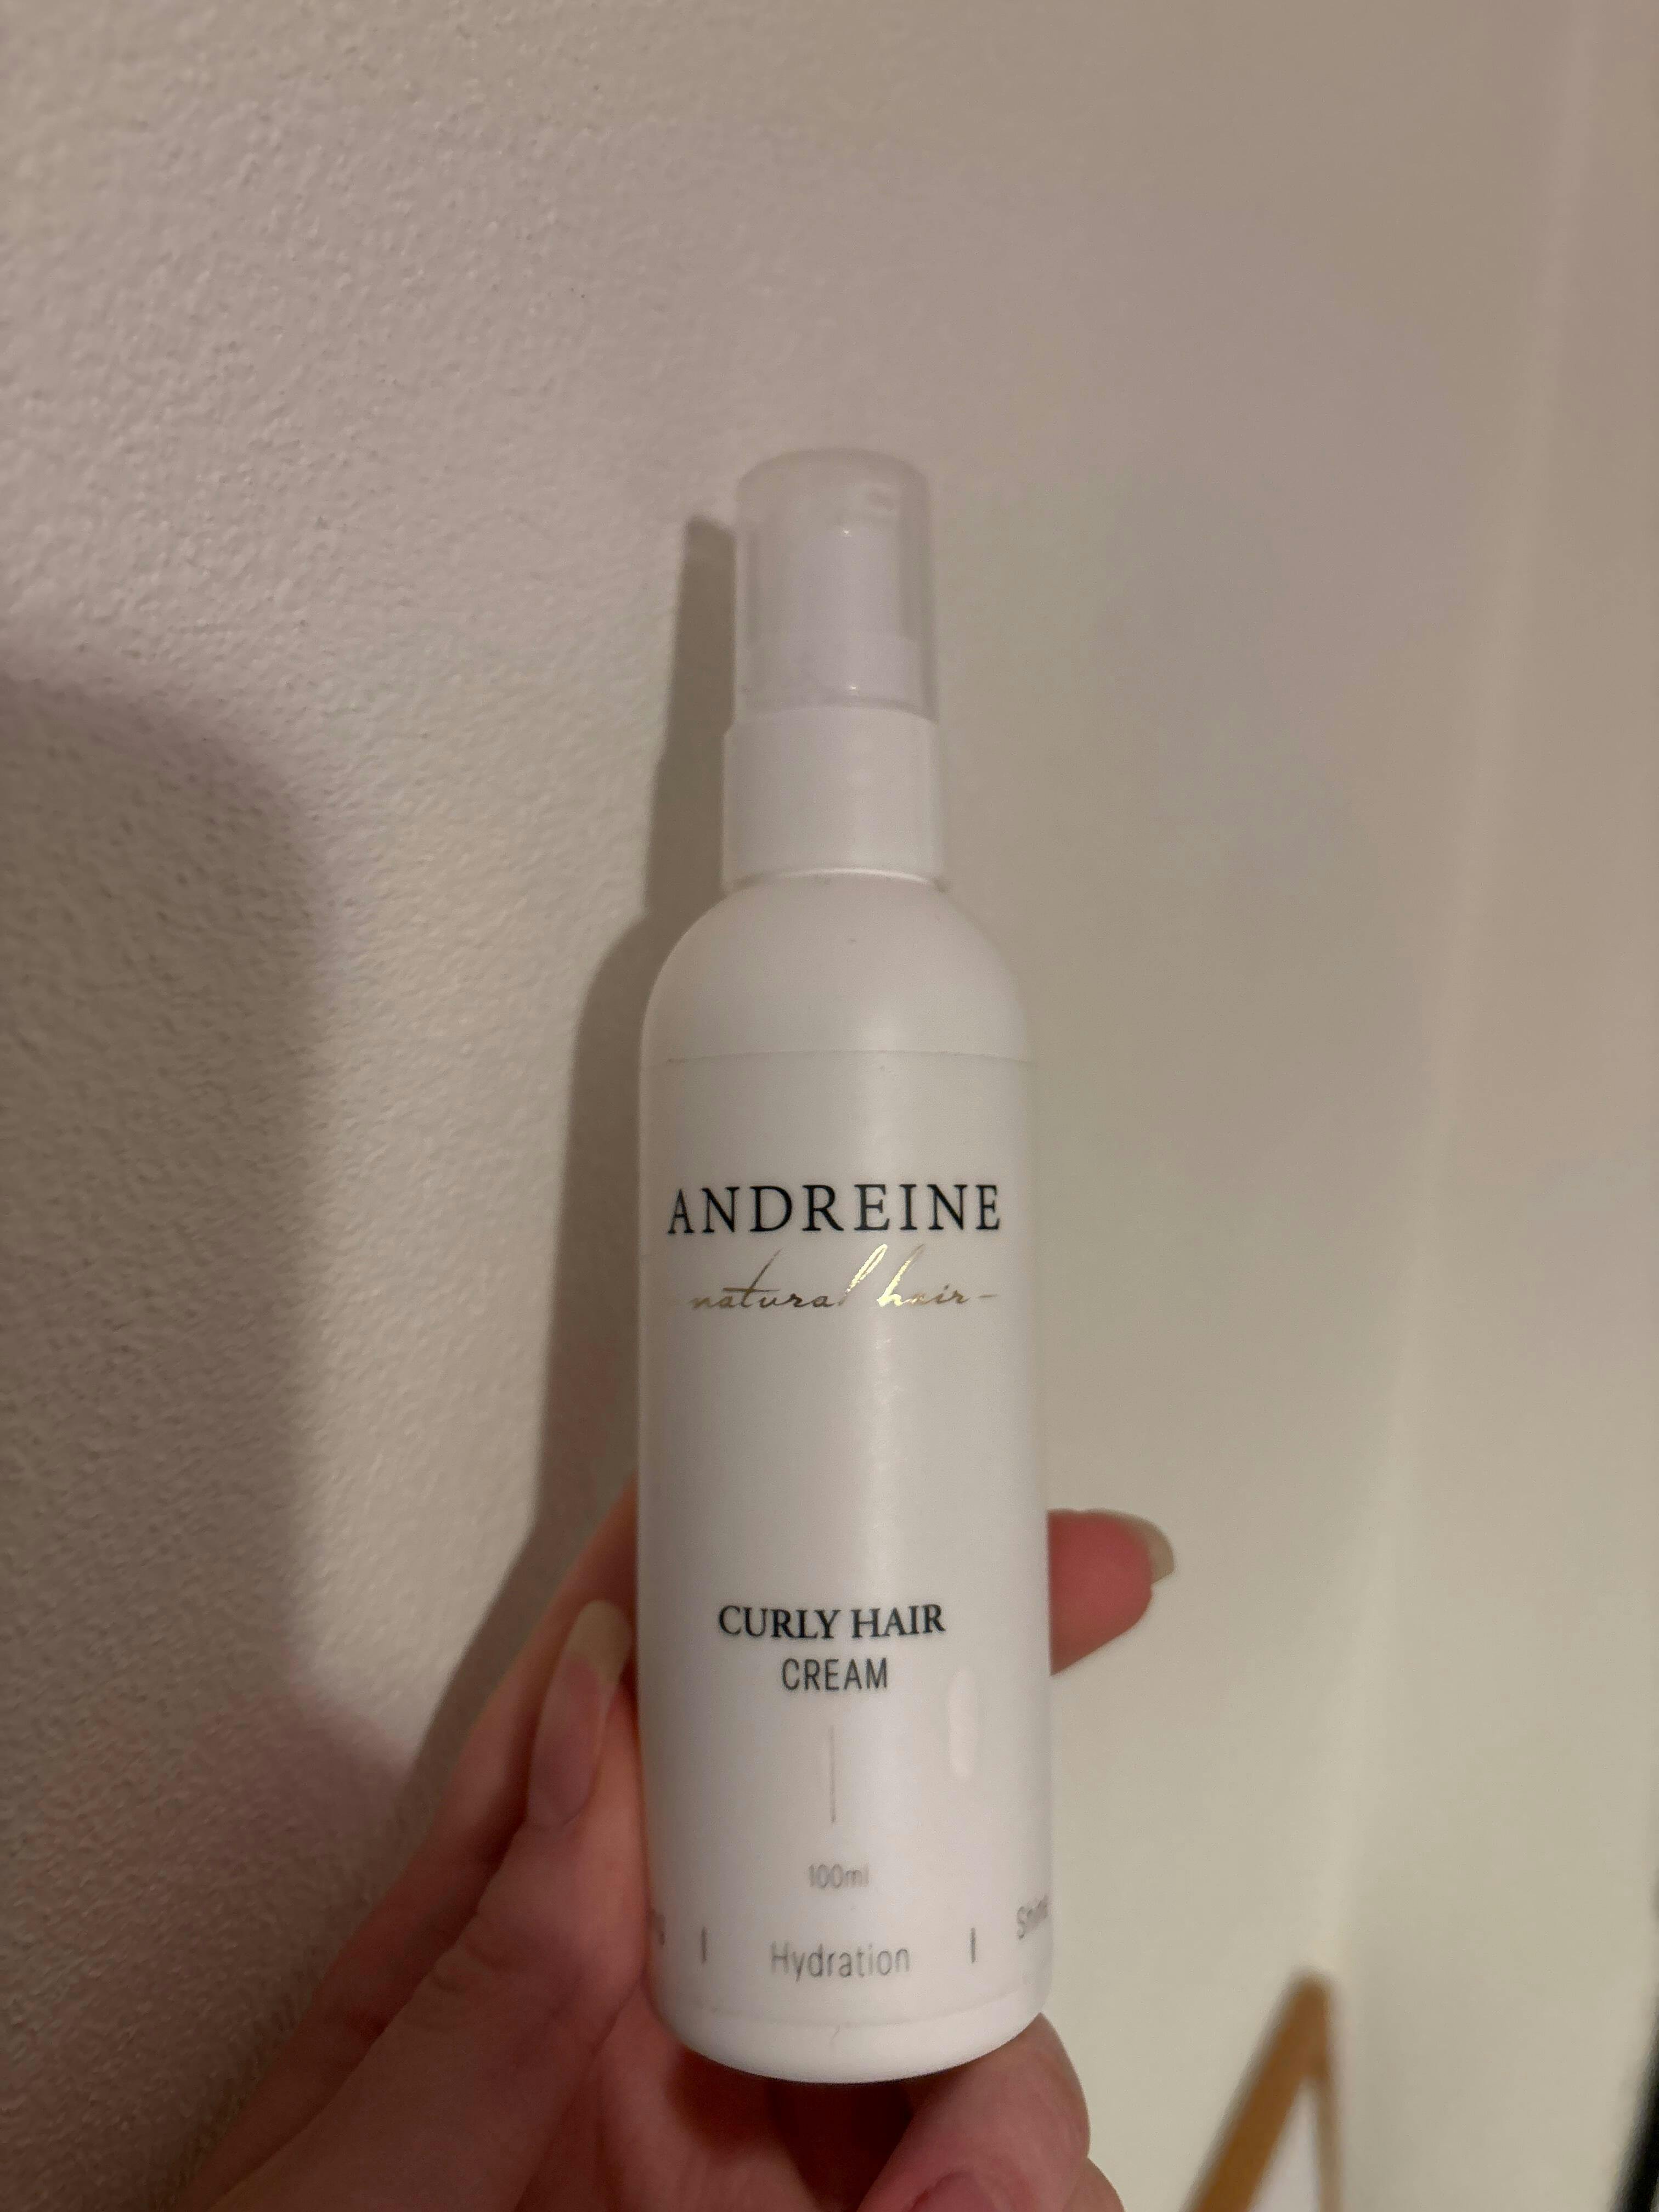 ANDREINE
-natural hair-
CURLY HAIR
CREAM
100ml
| Hydration |